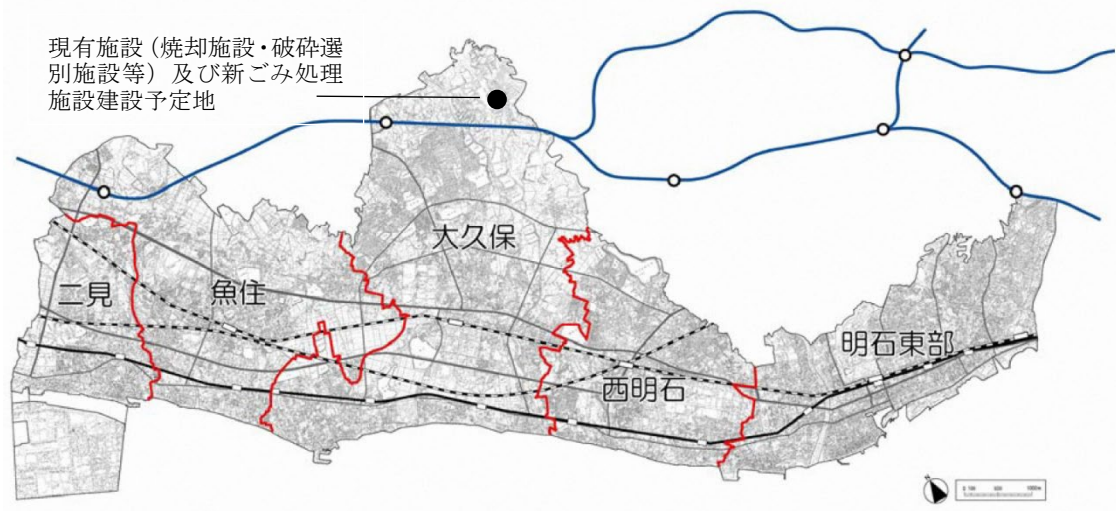 現有施設（焼却施設・破砕選
別施設等）及び新ごみ処理
施設建設予定地
大久保
二見
魚住
明石東部
西明石